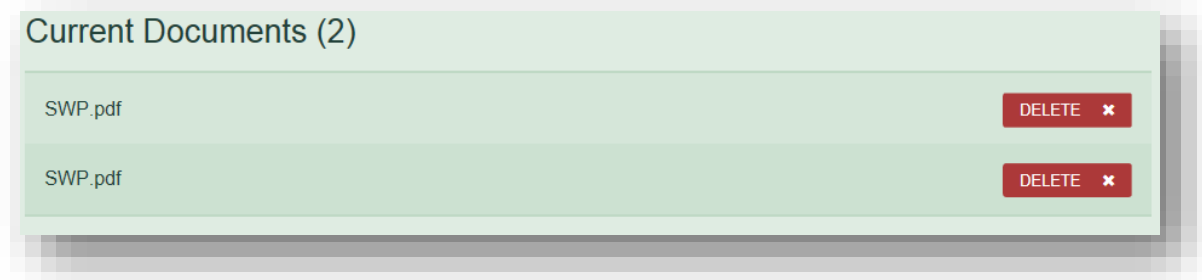 Current Documents (2)
SWP.pdf DELETE ✖
SWP.pdf DELETE ✖